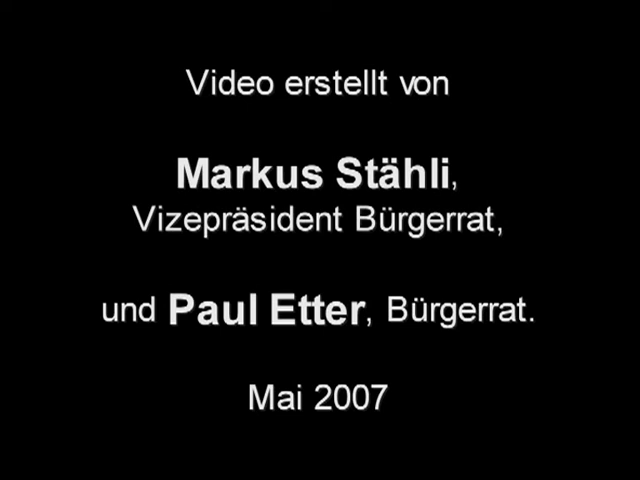 Video erstellt von
Markus Stähli,
Vizepräsident Bürgerrat,
und Paul Etter, Bürgerrat.
Mai 2007